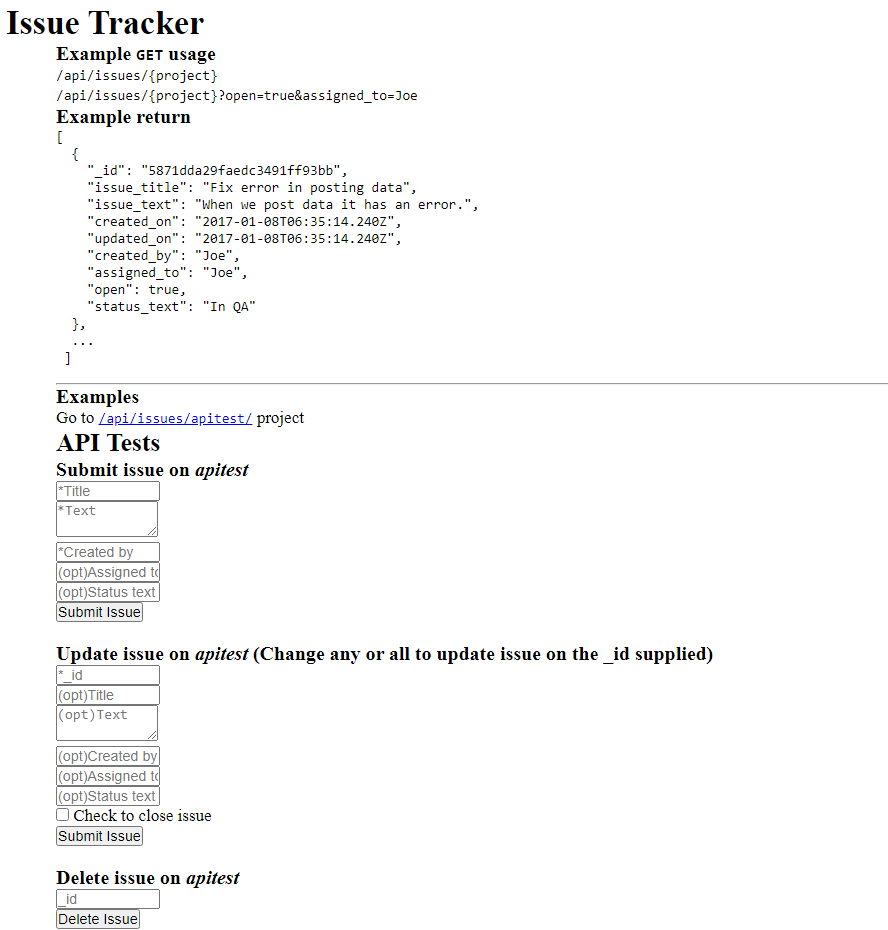 Issue Tracker
Example GET usage
/api/issues/{project}
/api/issues/{project}?open=true&assigned_to=Joe
Example return
[
  {
    "_id": "5871dda29faedc3491ff93bb",
    "issue_title": "Fix error in posting data",
    "issue_text": "When we post data it has an error.",
    "created_on": "2017-01-08T06:35:14.240Z",
    "updated_on": "2017-01-08T06:35:14.240Z",
    "created_by": "Joe",
    "assigned_to": "Joe",
    "open": true,
    "status_text": "In QA"
  },
  ...
 ]
Examples
Go to /api/issues/apitest/ project
API Tests
Submit issue on apitest
*Title
*Text
*Created by
(opt)Assigned to
(opt)Status text
Submit Issue
Update issue on apitest (Change any or all to update issue on the _id supplied)
*_id
(opt)Title
(opt)Text
(opt)Created by
(opt)Assigned to
(opt)Status text
Check to close issue
Submit Issue
Delete issue on apitest
_id
Delete Issue